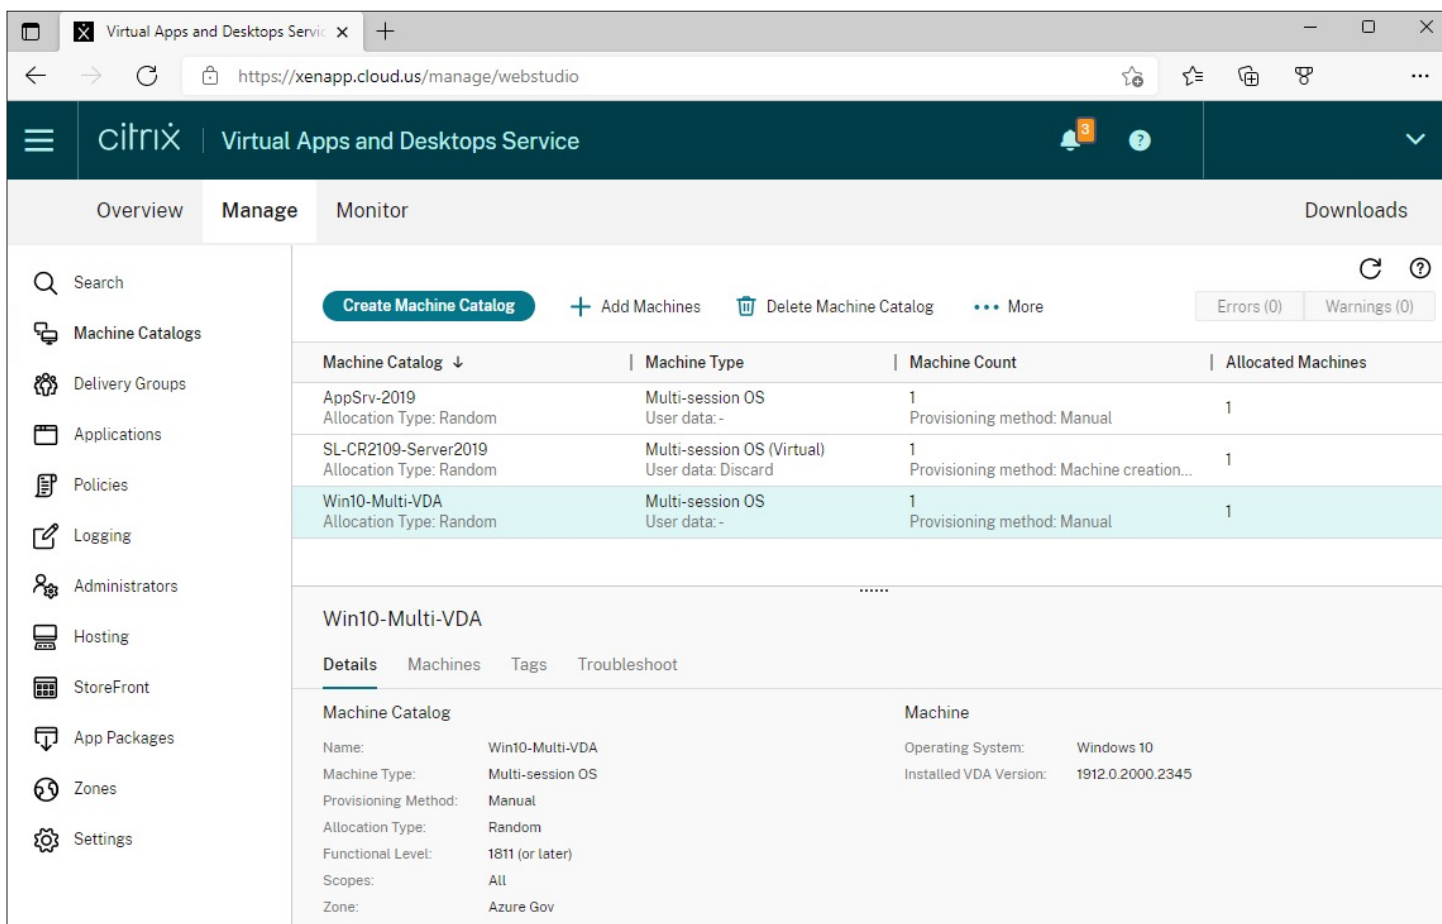 Virtual Apps and Desktops Servic
https://xenapp.cloud.us/manage/webstudio
citrix Virtual Apps and Desktops Service 3
Overview Manage Monitor Downloads
Search
Machine Catalogs
Delivery Groups
Applications
Policies
Logging
Administrators
Hosting
StoreFront
App Packages
Zones
Settings
Create Machine Catalog Add Machines Delete Machine Catalog More Errors (0) Warnings (0)
Machine Catalog ↓ Machine Type Machine Count Allocated Machines
AppSrv-2019 Multi-session OS 1 1
Allocation Type: Random User data: - Provisioning method: Manual
SL-CR2109-Server2019 Multi-session OS (Virtual) 1 1
Allocation Type: Random User data: Discard Provisioning method: Machine creation...
Win10-Multi-VDA Multi-session OS 1 1
Allocation Type: Random User data: - Provisioning method: Manual
Win10-Multi-VDA
Details Machines Tags Troubleshoot
Machine Catalog Machine
Name: Win10-Multi-VDA Operating System: Windows 10
Machine Type: Multi-session OS Installed VDA Version: 1912.0.2000.2345
Provisioning Method: Manual
Allocation Type: Random
Functional Level: 1811 (or later)
Scopes: All
Zone: Azure Gov